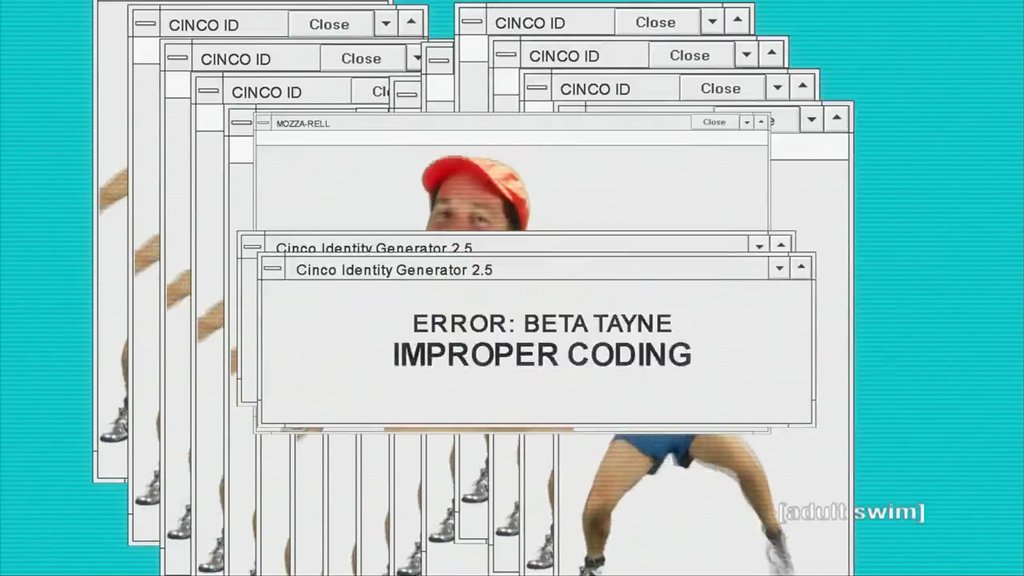 CINCO ID Close
CINCO ID Close
CINCO ID Close
CINCO ID Close
CINCO ID
CINCO ID Close
MOZZA-RELL Close
Cinco Identity Generator 2.5
Cinco Identity Generator 2.5
ERROR: BETA TAYNE
IMPROPER CODING
[adult swim]